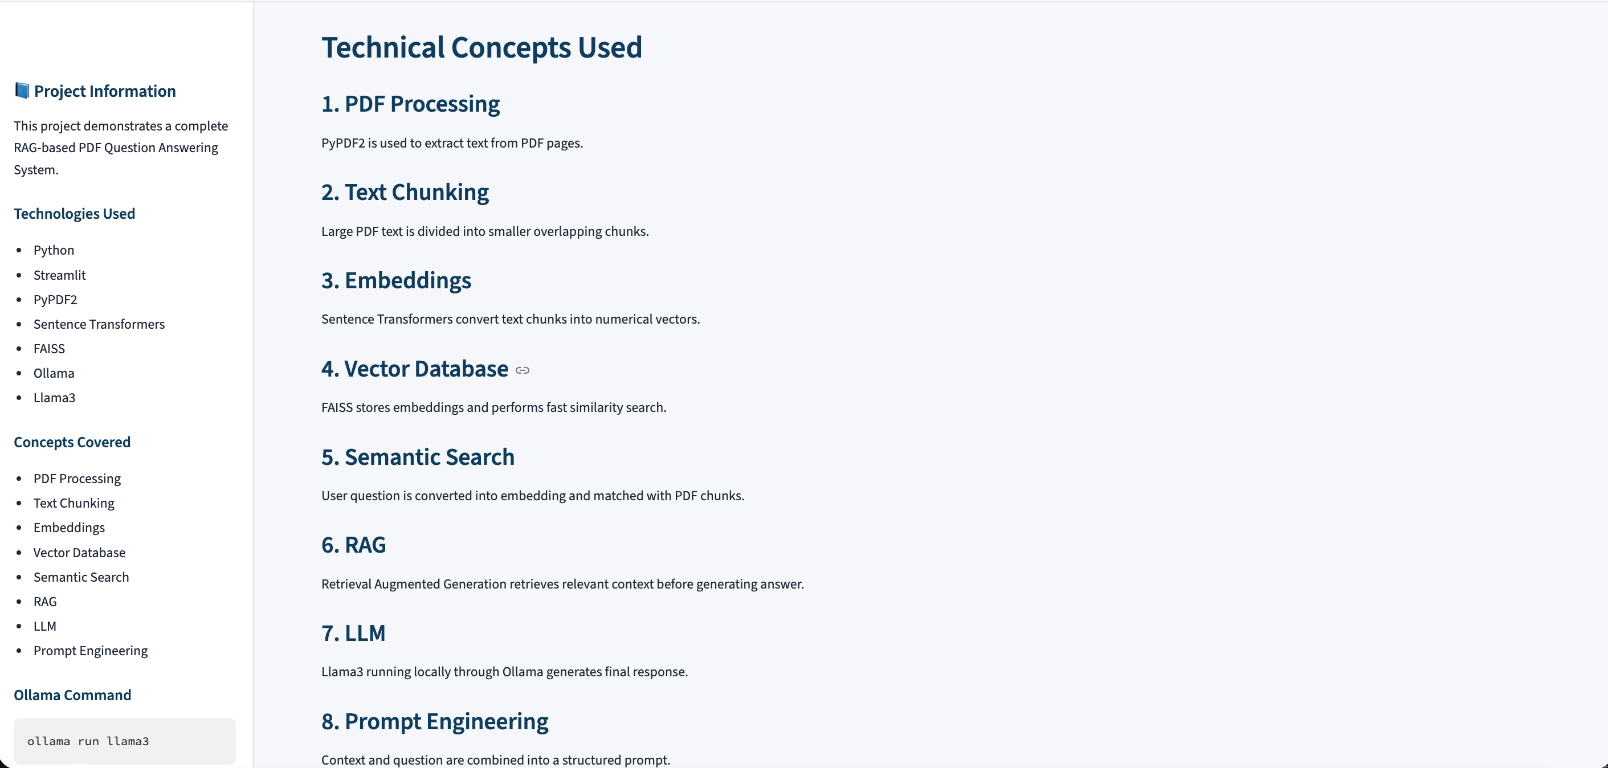 📘 Project Information
This project demonstrates a complete
RAG-based PDF Question Answering
System.
Technologies Used
• Python
• Streamlit
• PyPDF2
• Sentence Transformers
• FAISS
• Ollama
• Llama3
Concepts Covered
• PDF Processing
• Text Chunking
• Embeddings
• Vector Database
• Semantic Search
• RAG
• LLM
• Prompt Engineering
Ollama Command
ollama run llama3
Technical Concepts Used
1. PDF Processing
PyPDF2 is used to extract text from PDF pages.
2. Text Chunking
Large PDF text is divided into smaller overlapping chunks.
3. Embeddings
Sentence Transformers convert text chunks into numerical vectors.
4. Vector Database
FAISS stores embeddings and performs fast similarity search.
5. Semantic Search
User question is converted into embedding and matched with PDF chunks.
6. RAG
Retrieval Augmented Generation retrieves relevant context before generating answer.
7. LLM
Llama3 running locally through Ollama generates final response.
8. Prompt Engineering
Context and question are combined into a structured prompt.